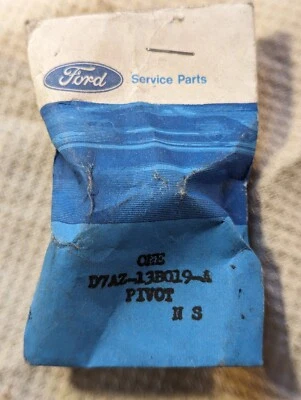 Ford
Service Parts
ONE
D7AZ-13B019-A
PIVOT
N S